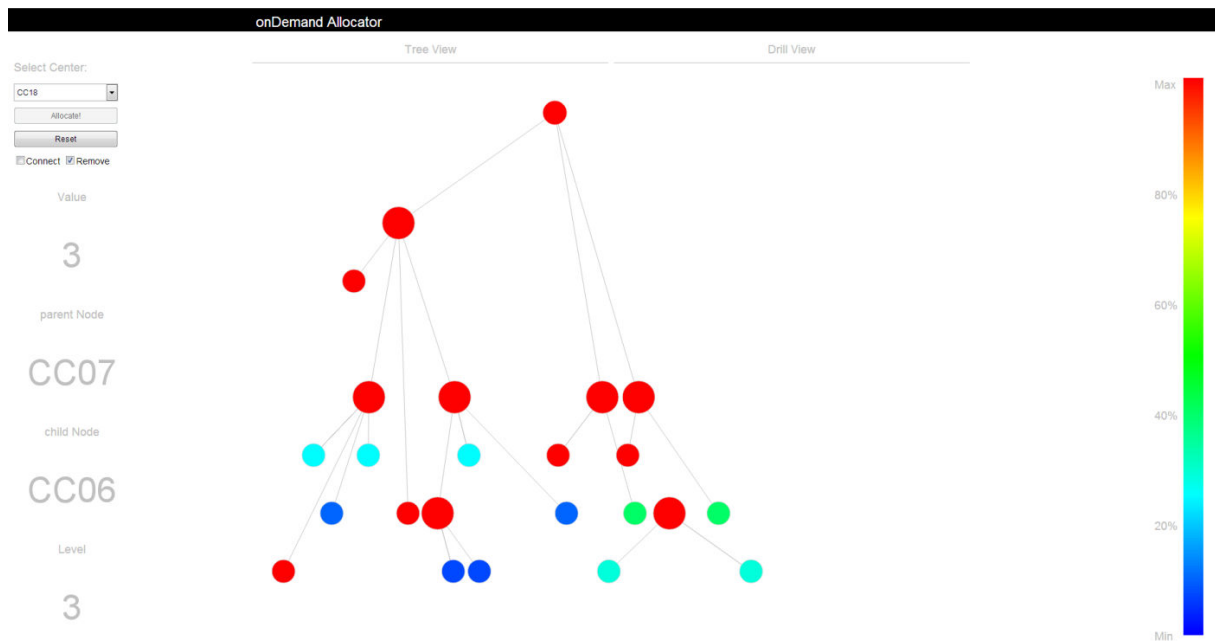 onDemand Allocator
Tree View
Drill View
Select Center:
CC18
Allocate!
Reset
Connect Remove
Value
3
parent Node
CC07
child Node
CC06
Level
3
Max
80%
60%
40%
20%
Min